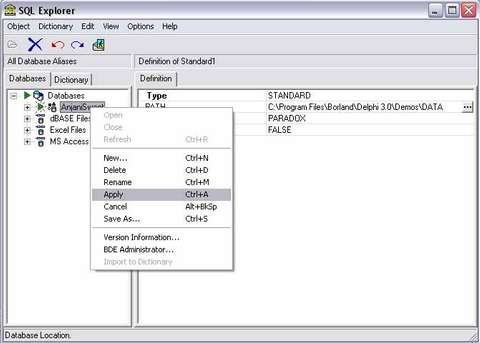 SQL Explorer
Object Dictionary Edit View Options Help
All Database Aliases
Definition of Standard1
Databases Dictionary
Definition
Databases
AnjaniSweet
dBASE Files
Excel Files
MS Access
Type STANDARD
PATH C:\Program Files\Borland\Delphi 3.0\Demos\DATA ...
PARADOX
FALSE
Open
Close
Refresh Ctrl+R
New... Ctrl+N
Delete Ctrl+D
Rename Ctrl+M
Apply Ctrl+A
Cancel Alt+BkSp
Save As... Ctrl+S
Version Information...
BDE Administrator...
Import to Dictionary
Database Location.